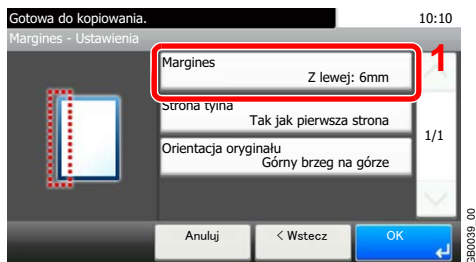 Gotowa do kopiowania.
10:10
Margines - Ustawienia
Margines
Z lewej: 6mm
1
Strona tylna
Tak jak pierwsza strona
1/1
Orientacja oryginału
Górny brzeg na górze
Anuluj
< Wstecz
OK
GB0039_00